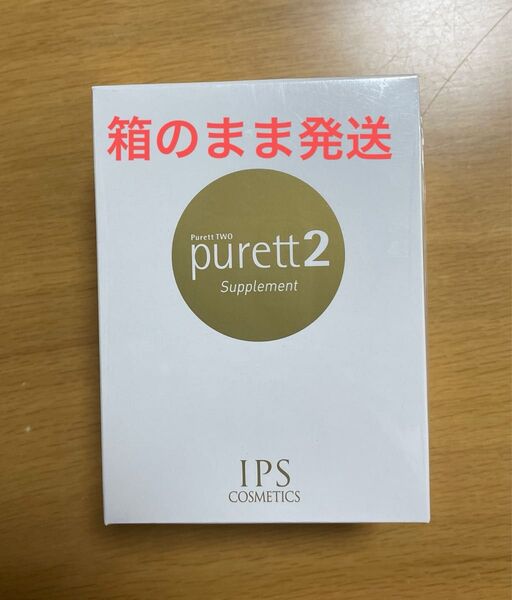 箱のまま発送
Purett TWO
purett2
Supplement
IPS
COSMETICS